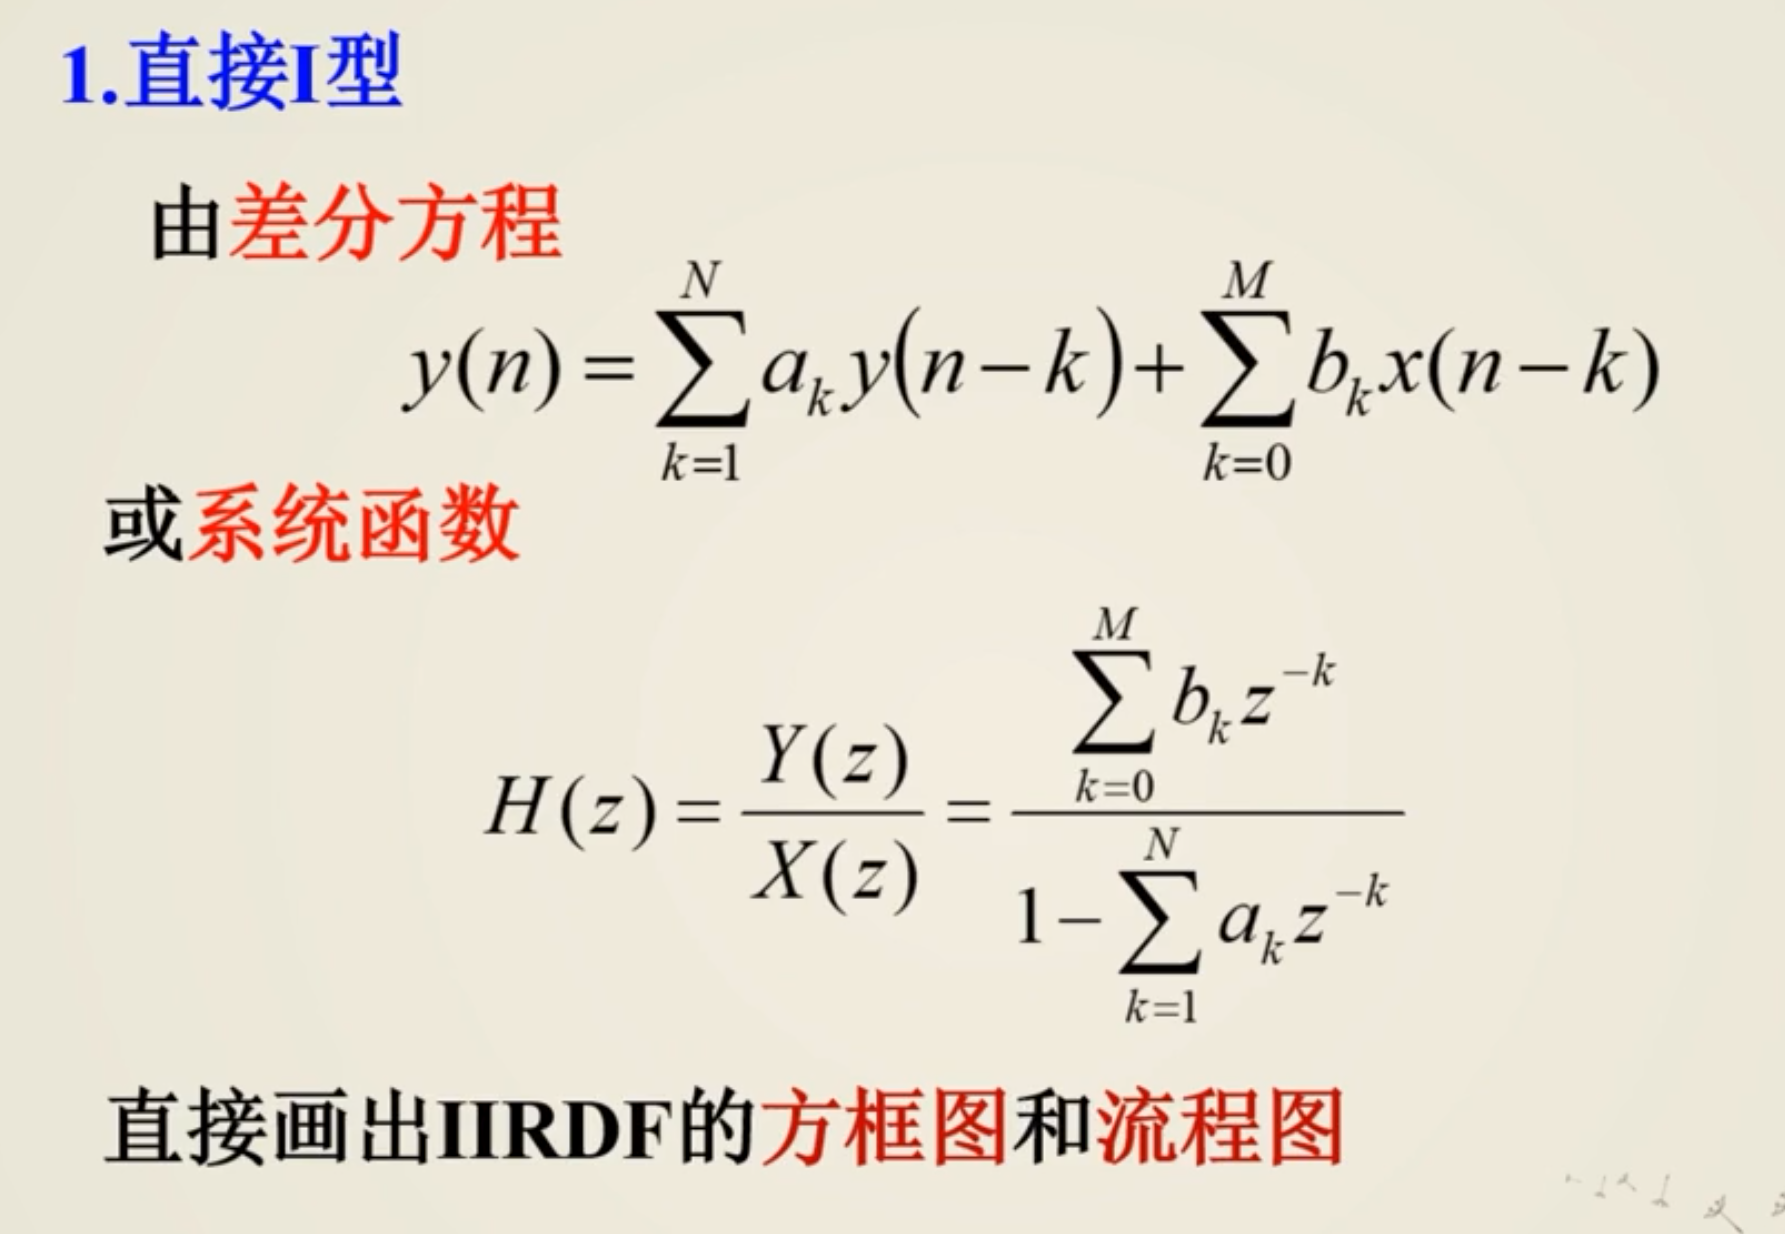 1.直接I型
由差分方程
y(n) = \sum_{k=1}^{N} a_k y(n-k) + \sum_{k=0}^{M} b_k x(n-k)
或系统函数
H(z) = \frac{Y(z)}{X(z)} = \frac{\sum_{k=0}^{M} b_k z^{-k}}{1-\sum_{k=1}^{N} a_k z^{-k}}
直接画出IIRDF的方框图和流程图